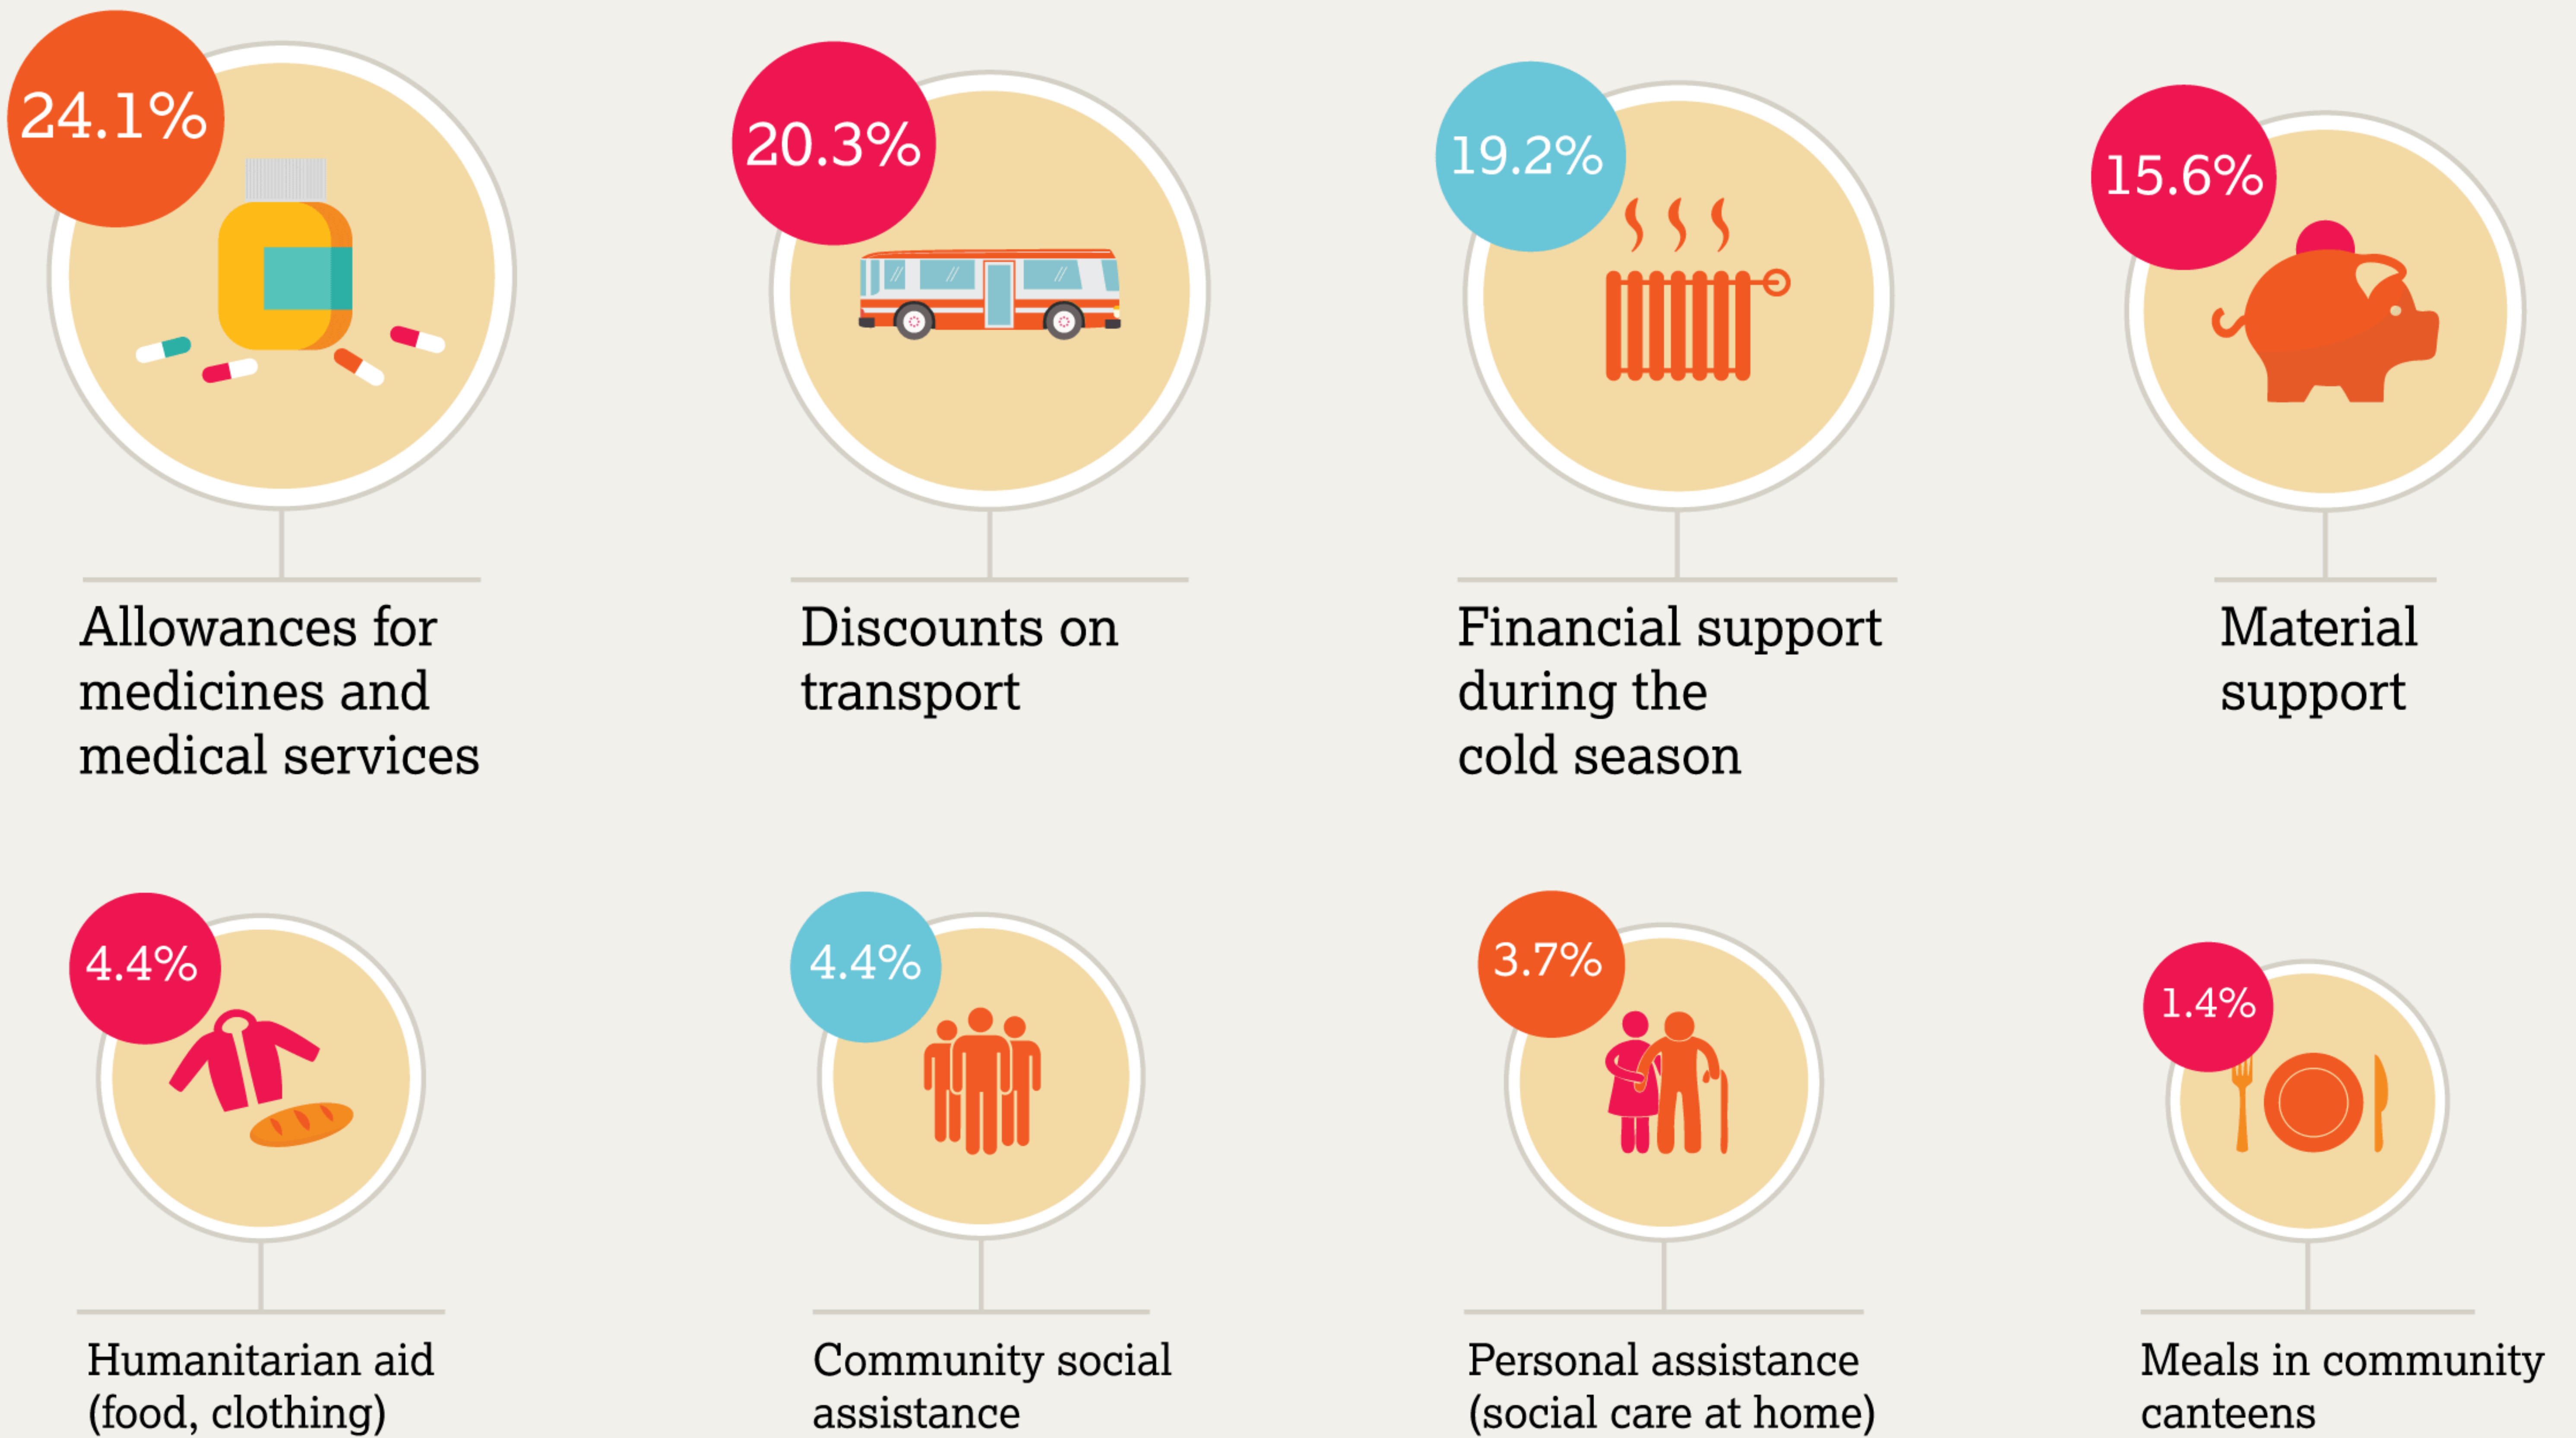 24.1%
20.3%
19.2%
15.6%
Allowances for
medicines and
medical services
Discounts on
transport
Financial support
during the
cold season
Material
support
4.4%
4.4%
3.7%
1.4%
Humanitarian aid
(food, clothing)
Community social
assistance
Personal assistance
(social care at home)
Meals in community
canteens